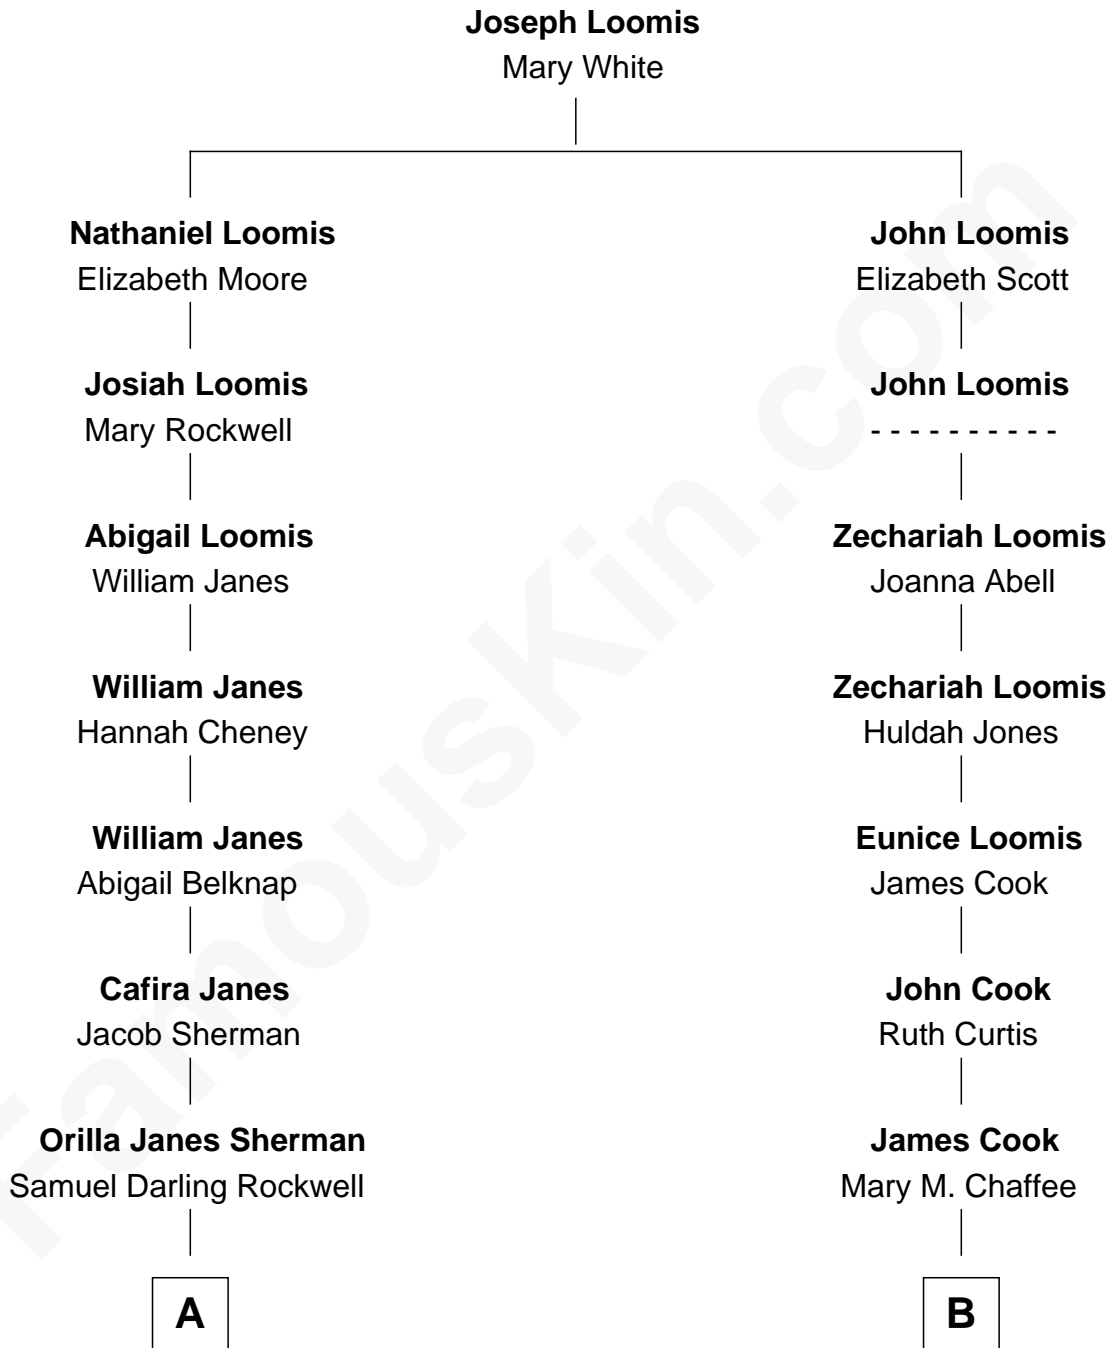 Joseph Loomis
Mary White
Nathaniel Loomis
Elizabeth Moore
John Loomis
Elizabeth Scott
Josiah Loomis
Mary Rockwell
John Loomis
- - - - - - - - - -
Abigail Loomis
William Janes
Zechariah Loomis
Joanna Abell
William Janes
Hannah Cheney
Zechariah Loomis
Huldah Jones
William Janes
Abigail Belknap
Eunice Loomis
James Cook
Cafira Janes
Jacob Sherman
John Cook
Ruth Curtis
Orilla Janes Sherman
Samuel Darling Rockwell
James Cook
Mary M. Chaffee
A
B
FamousKin.com